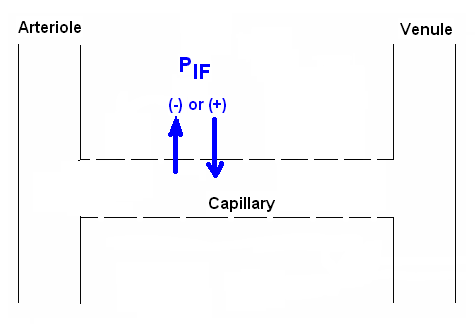 Arteriole
Venule
PIF
(-) or (+)
Capillary